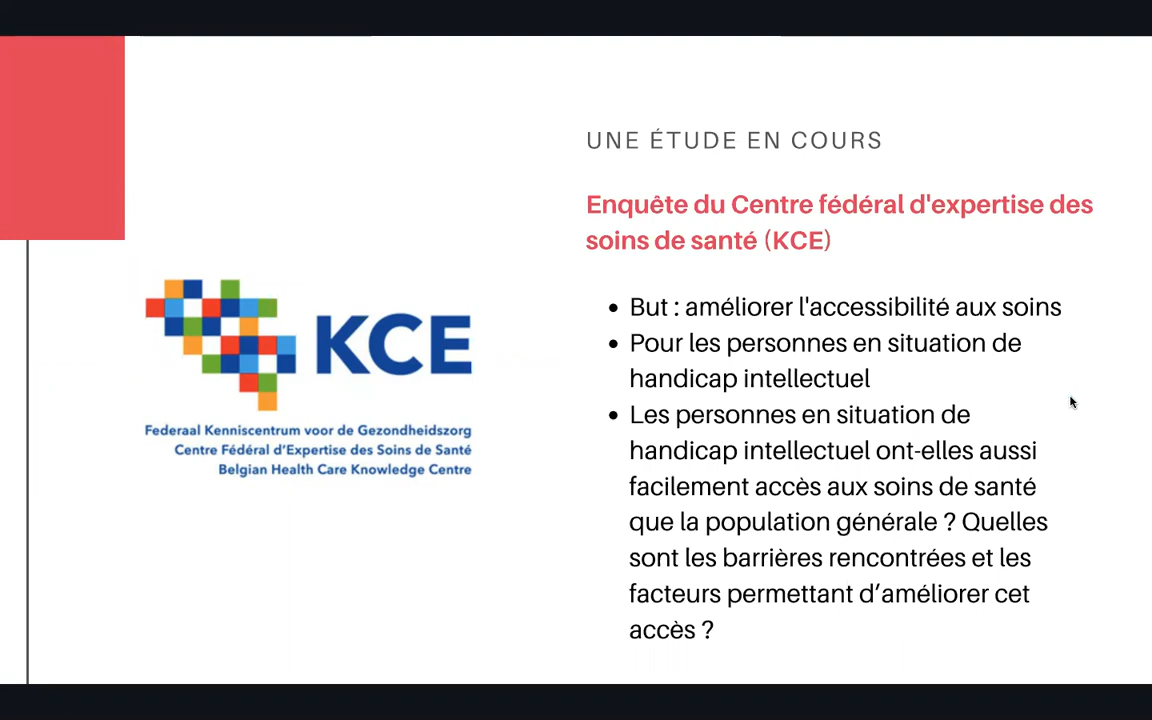 UNE ÉTUDE EN COURS
Enquête du Centre fédéral d'expertise des
soins de santé (KCE)
• But : améliorer l'accessibilité aux soins
• Pour les personnes en situation de
handicap intellectuel
• Les personnes en situation de
handicap intellectuel ont-elles aussi
facilement accès aux soins de santé
que la population générale ? Quelles
sont les barrières rencontrées et les
facteurs permettant d’améliorer cet
accès ?
KCE
Federaal Kenniscentrum voor de Gezondheidszorg
Centre Fédéral d’Expertise des Soins de Santé
Belgian Health Care Knowledge Centre